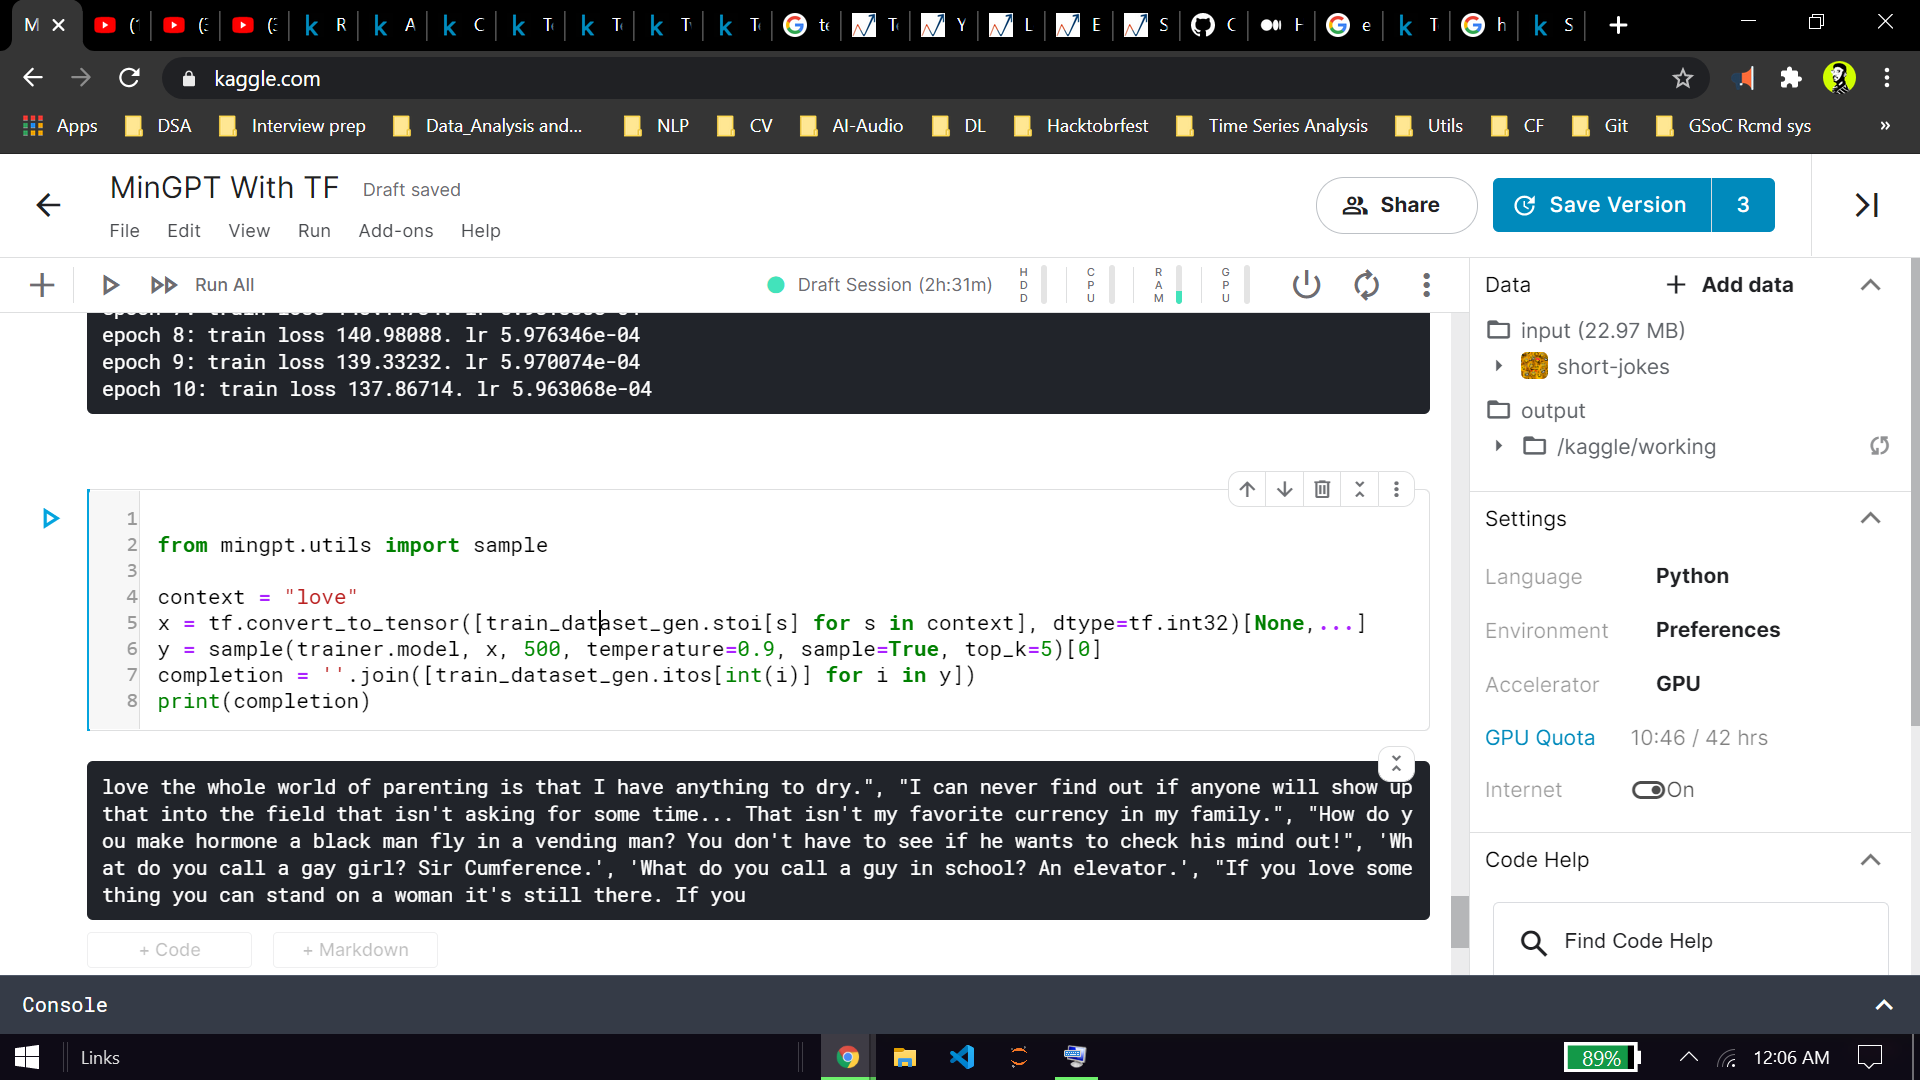 M
kaggle.com
Apps DSA Interview prep Data_Analysis and... NLP CV AI-Audio DL Hacktobrfest Time Series Analysis Utils CF Git GSoC Rcmd sys »
MinGPT With TF Draft saved
File Edit View Run Add-ons Help
Share
Save Version 3
Run All
Draft Session (2h:31m)
HDD CPU RAM GPU
epoch 8: train loss 140.98088. lr 5.976346e-04
epoch 9: train loss 139.33232. lr 5.970074e-04
epoch 10: train loss 137.86714. lr 5.963068e-04
1
2 from mingpt.utils import sample
3
4 context = "love"
5 x = tf.convert_to_tensor([train_dataset_gen.stoi[s] for s in context], dtype=tf.int32)[None,...]
6 y = sample(trainer.model, x, 500, temperature=0.9, sample=True, top_k=5)[0]
7 completion = ''.join([train_dataset_gen.itos[int(i)] for i in y])
8 print(completion)
love the whole world of parenting is that I have anything to dry.", "I can never find out if anyone will show up
that into the field that isn't asking for some time... That isn't my favorite currency in my family.", "How do y
ou make hormone a black man fly in a vending man? You don't have to see if he wants to check his mind out!", 'Wh
at do you call a gay girl? Sir Cumference.', 'What do you call a guy in school? An elevator.', "If you love some
thing you can stand on a woman it's still there. If you
+ Code + Markdown
Data + Add data
input (22.97 MB)
short-jokes
output
/kaggle/working
Settings
Language Python
Environment Preferences
Accelerator GPU
GPU Quota 10:46 / 42 hrs
Internet On
Code Help
Find Code Help
Console
Links
89%
12:06 AM